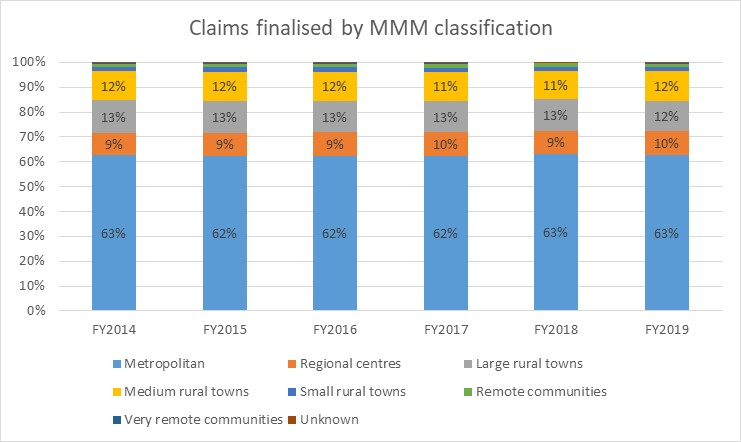 Claims finalised by MMM classification
100%
90%
80%
70%
60%
50%
40%
30%
20%
10%
0%
12% 12% 12% 11% 11% 12%
13% 13% 13% 13% 13% 12%
9% 9% 9% 10% 9% 10%
63% 62% 62% 62% 63% 63%
FY2014 FY2015 FY2016 FY2017 FY2018 FY2019
Metropolitan Regional centres Large rural towns
Medium rural towns Small rural towns Remote communities
Very remote communities Unknown